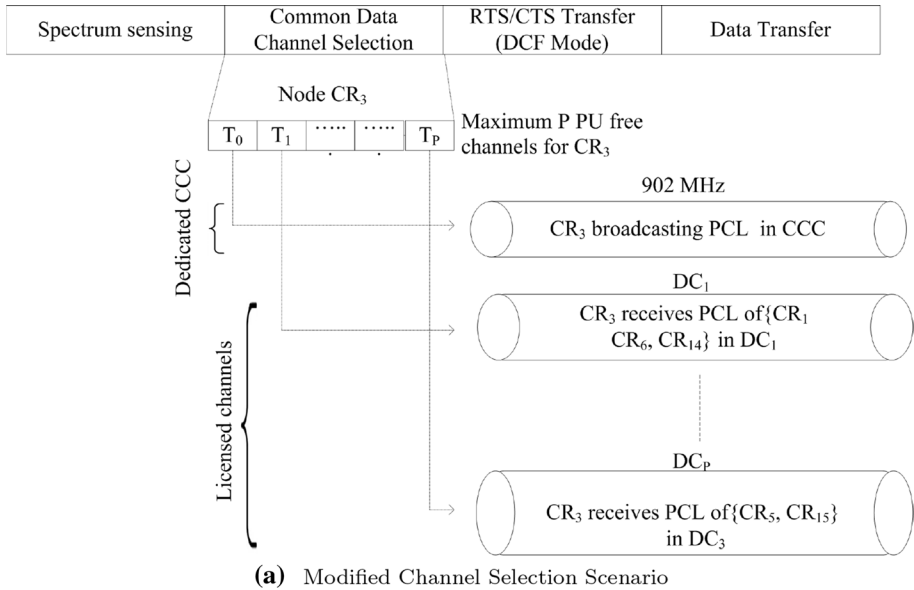 Spectrum sensing
Common Data
Channel Selection
RTS/CTS Transfer
(DCF Mode)
Data Transfer
Node CR₃
T₀ T₁ ..... ..... Tₚ
. .
Maximum P PU free
channels for CR₃
Dedicated CCC
902 MHz
CR₃ broadcasting PCL in CCC
DC₁
CR₃ receives PCL of{CR₁
CR₆, CR₁₄} in DC₁
Licensed channels
DCₚ
CR₃ receives PCL of{CR₅, CR₁₅}
in DC₃
(a) Modified Channel Selection Scenario